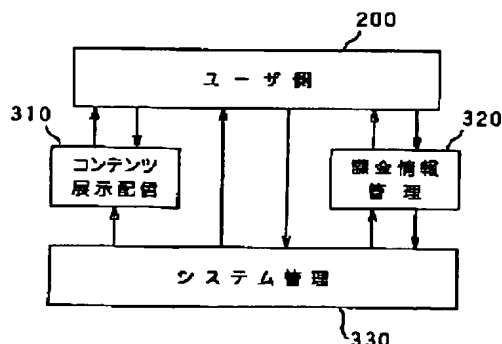 200
ユーザ側
310
320
コンテンツ
展示配信
課金情報
管理
システム管理
330